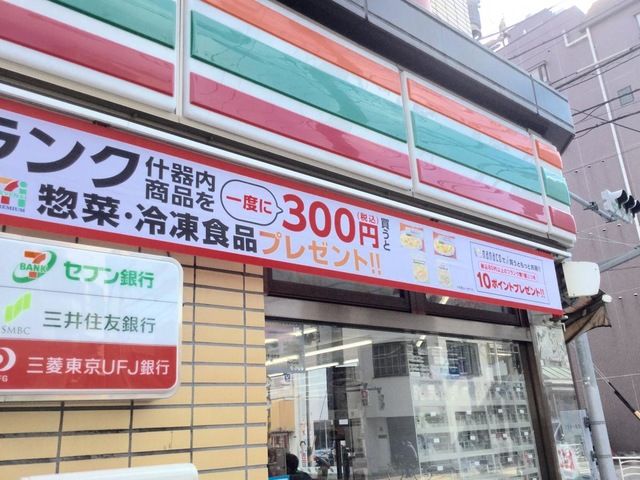 ランク
什器内
商品を
一度に
300円
(税込)
買うと
惣菜・冷凍食品プレゼント!!
10ポイントプレゼント!!
7
BANK
セブン銀行
SMBC
三井住友銀行
三菱東京UFJ銀行